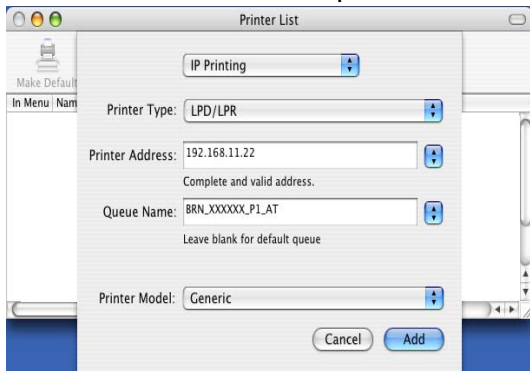 Printer List
IP Printing
Make Default
In Menu Nam
Printer Type: LPD/LPR
Printer Address: 192.168.11.22
Complete and valid address.
Queue Name: BRN_XXXXXX_P1_AT
Leave blank for default queue
Printer Model: Generic
Cancel Add